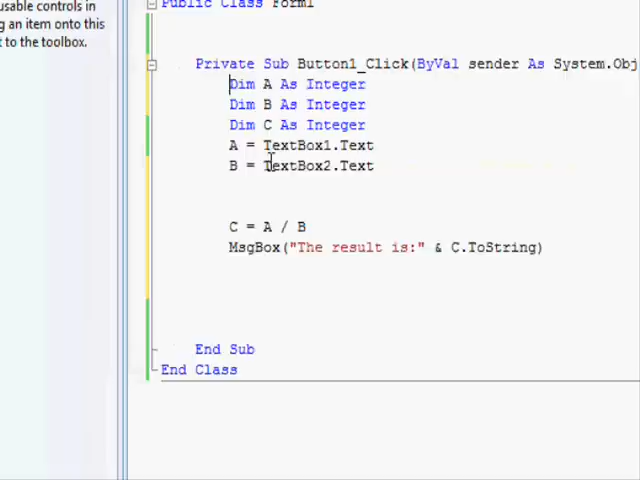 usable controls in
ng an item onto this
t to the toolbox.
Public Class Form1
Private Sub Button1_Click(ByVal sender As System.Obj
Dim A As Integer
Dim B As Integer
Dim C As Integer
A = TextBox1.Text
B = TextBox2.Text
C = A / B
MsgBox("The result is:" & C.ToString)
End Sub
End Class